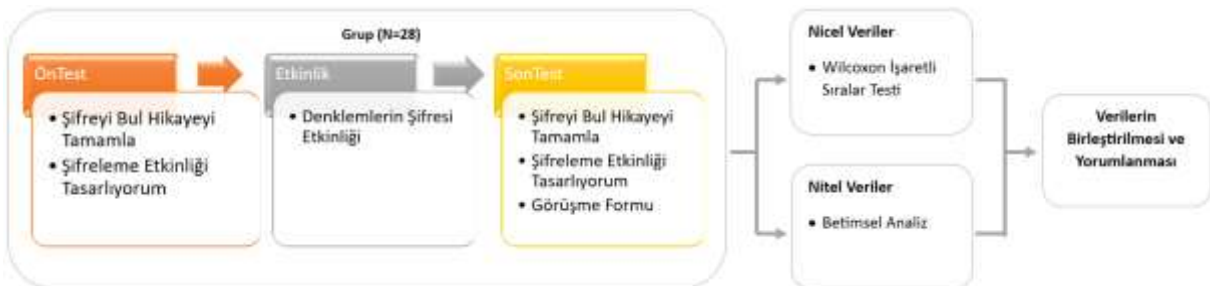 Grup (N=28)
ÖnTest
• Şifreyi Bul Hikayeyi
Tamamla
• Şifreleme Etkinliği
Tasarlıyorum
Etkinlik
• Denklemlerin Şifresi
Etkinliği
SonTest
• Şifreyi Bul Hikayeyi
Tamamla
• Şifreleme Etkinliği
Tasarlıyorum
• Görüşme Formu
Nicel Veriler
• Wilcoxon İşaretli
Sıralar Testi
Nitel Veriler
• Betimsel Analiz
Verilerin
Birleştirilmesi ve
Yorumlanması